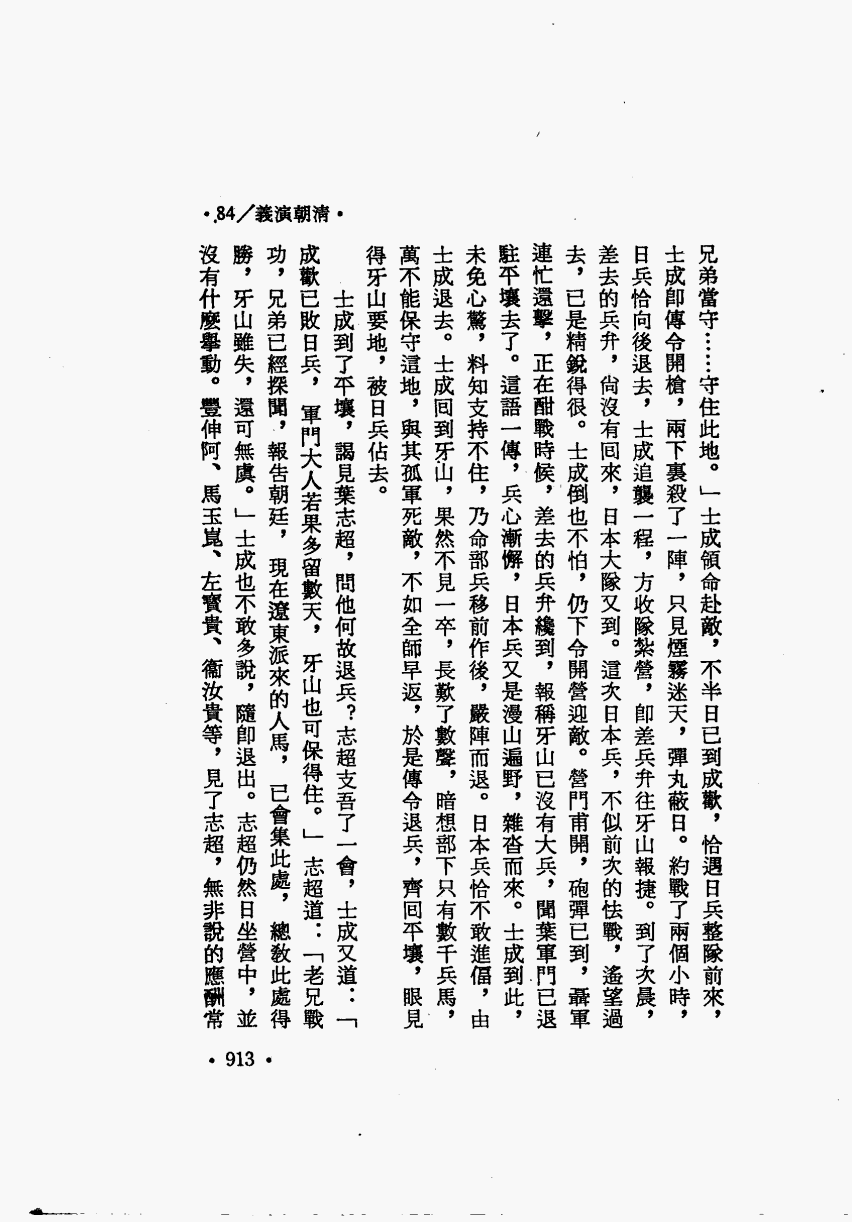 •84／義演朝清•
兄弟當守……守住此地。」士成領命赴敵，不半日已到成歡，恰遇日兵整隊前來，
士成卽傳令開槍，兩下裏殺了一陣，只見煙霧迷天，彈丸蔽日。約戰了兩個小時，
日兵恰向後退去，士成追襲一程，方收隊紮營，卽差兵弁往牙山報捷。到了次晨，
差去的兵弁，尙沒有囘來，日本大隊又到。這次日本兵，不似前次的怯戰，遙望過
去，已是精銳得很。士成倒也不怕，仍下令開營迎敵。營門甫開，砲彈已到，聶軍
連忙還擊，正在酣戰時候，差去的兵弁纔到，報稱牙山已沒有大兵，聞葉軍門已退
駐平壤去了。這語一傳，兵心漸懈，日本兵又是漫山遍野，雜沓而來。士成到此，
未免心驚，料知支持不住，乃命部兵移前作後，嚴陣而退。日本兵恰不敢進偪，由
士成退去。士成囘到牙山，果然不見一卒，長歎了數聲，暗想部下只有數千兵馬，
萬不能保守這地，與其孤軍死敵，不如全師早返，於是傳令退兵，齊囘平壤，眼見
得牙山要地，被日兵佔去。
士成到了平壤，謁見葉志超，問他何故退兵？志超支吾了一會，士成又道：「
成歡已敗日兵，軍門大人若果多留數天，牙山也可保得住。」志超道：「老兄戰
功，兄弟已經探聞，報告朝廷，現在遼東派來的人馬，已會集此處，總敎此處得
勝，牙山雖失，還可無虞。」士成也不敢多說，隨卽退出。志超仍然日坐營中，並
沒有什麼舉動。豐伸阿、馬玉崑、左寶貴、衞汝貴等，見了志超，無非說的應酬常
•913•